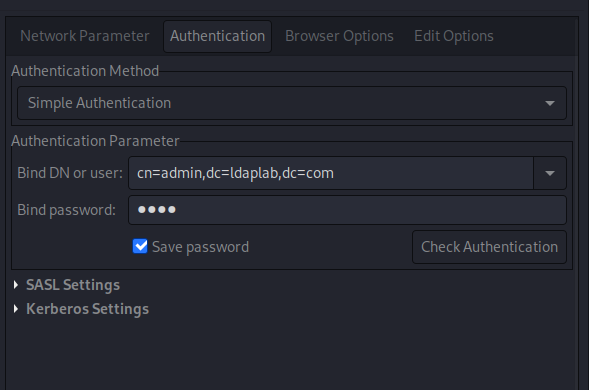 Network Parameter Authentication Browser Options Edit Options
Authentication Method
Simple Authentication
Authentication Parameter
Bind DN or user: cn=admin,dc=ldaplab,dc=com
Bind password: ●●●●
Save password Check Authentication
SASL Settings
Kerberos Settings